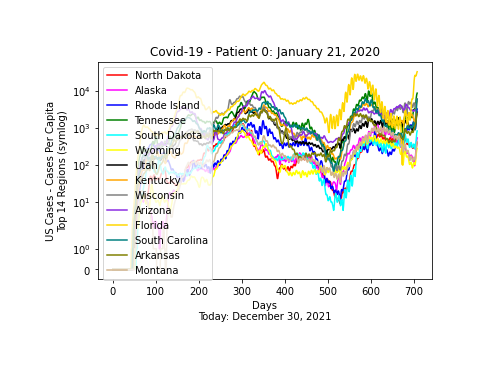 Covid-19 - Patient 0: January 21, 2020
US Cases - Cases Per Capita
Top 14 Regions (symlog)
10⁴
10³
10²
10¹
10⁰
0
North Dakota
Alaska
Rhode Island
Tennessee
South Dakota
Wyoming
Utah
Kentucky
Wisconsin
Arizona
Florida
South Carolina
Arkansas
Montana
0 100 200 300 400 500 600 700
Days
Today: December 30, 2021